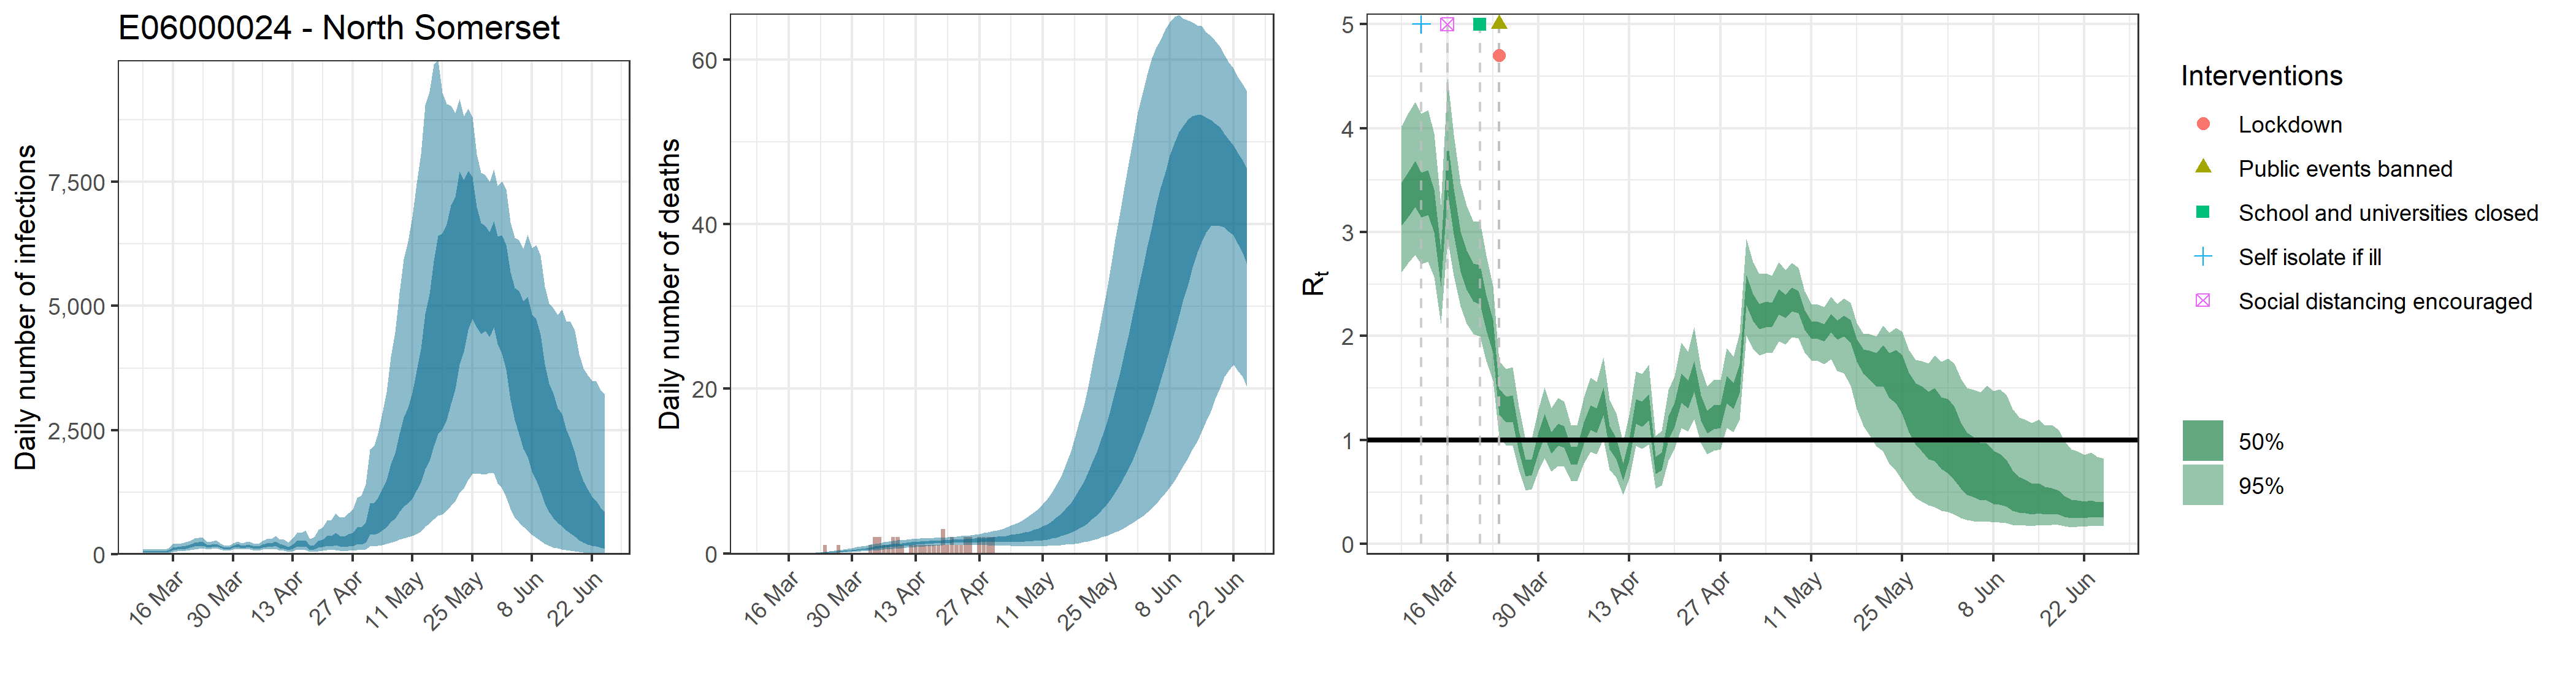 E06000024 - North Somerset
Daily number of infections
7,500
5,000
2,500
0
16 Mar
30 Mar
13 Apr
27 Apr
11 May
25 May
8 Jun
22 Jun
Daily number of deaths
60
40
20
0
16 Mar
30 Mar
13 Apr
27 Apr
11 May
25 May
8 Jun
22 Jun
Rt
5
4
3
2
1
0
16 Mar
30 Mar
13 Apr
27 Apr
11 May
25 May
8 Jun
22 Jun
Interventions
Lockdown
Public events banned
School and universities closed
Self isolate if ill
Social distancing encouraged
50%
95%